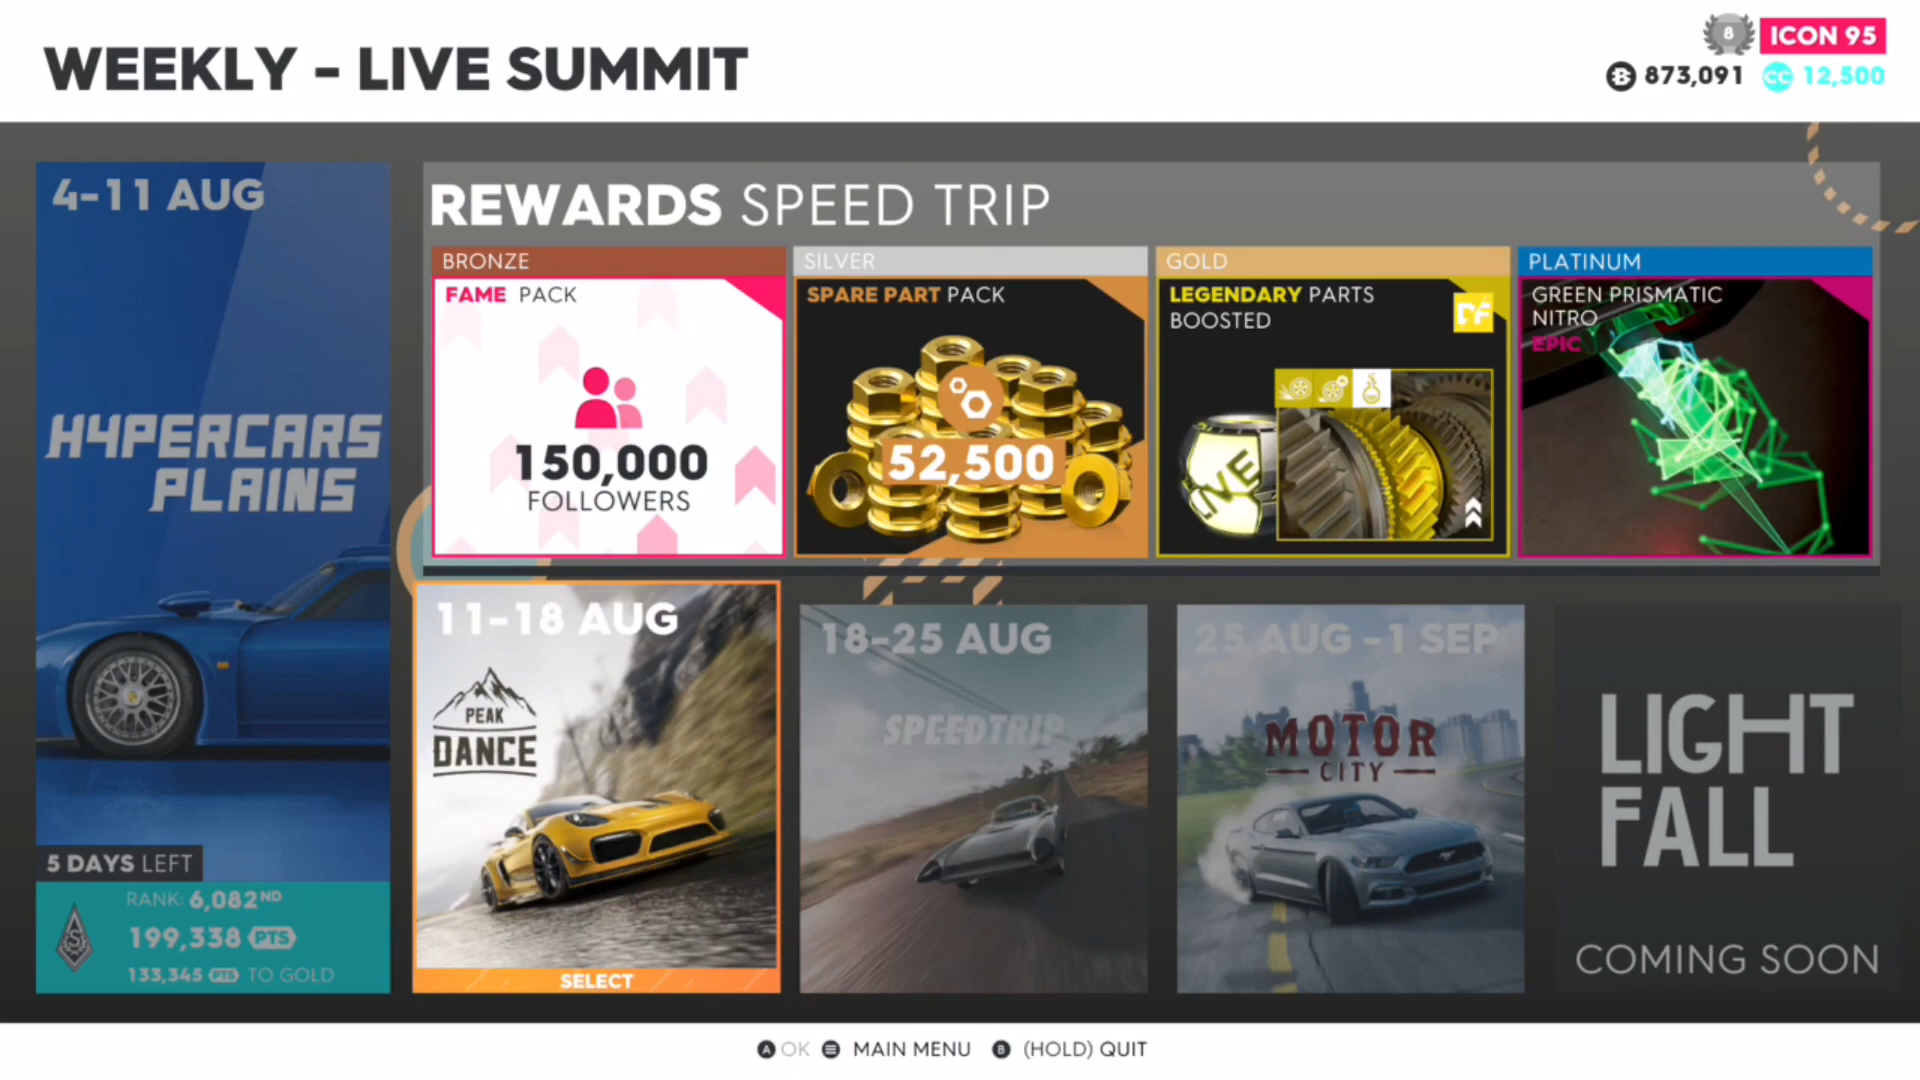 WEEKLY - LIVE SUMMIT
8
ICON 95
873,091
CC 12,500
4-11 AUG
HYPERCARS
PLAINS
5 DAYS LEFT
RANK: 6,082ND
199,338 PTS
133,345 PTS TO GOLD
REWARDS SPEED TRIP
BRONZE
FAME PACK
150,000
FOLLOWERS
SILVER
SPARE PART PACK
52,500
GOLD
LEGENDARY PARTS
BOOSTED
LIVE
PLATINUM
GREEN PRISMATIC
NITRO
EPIC
11-18 AUG
PEAK
DANCE
SELECT
18-25 AUG
SPEEDTRIP
25 AUG -1 SEP
MOTOR
CITY
LIGHT
FALL
COMING SOON
A OK MAIN MENU B (HOLD) QUIT